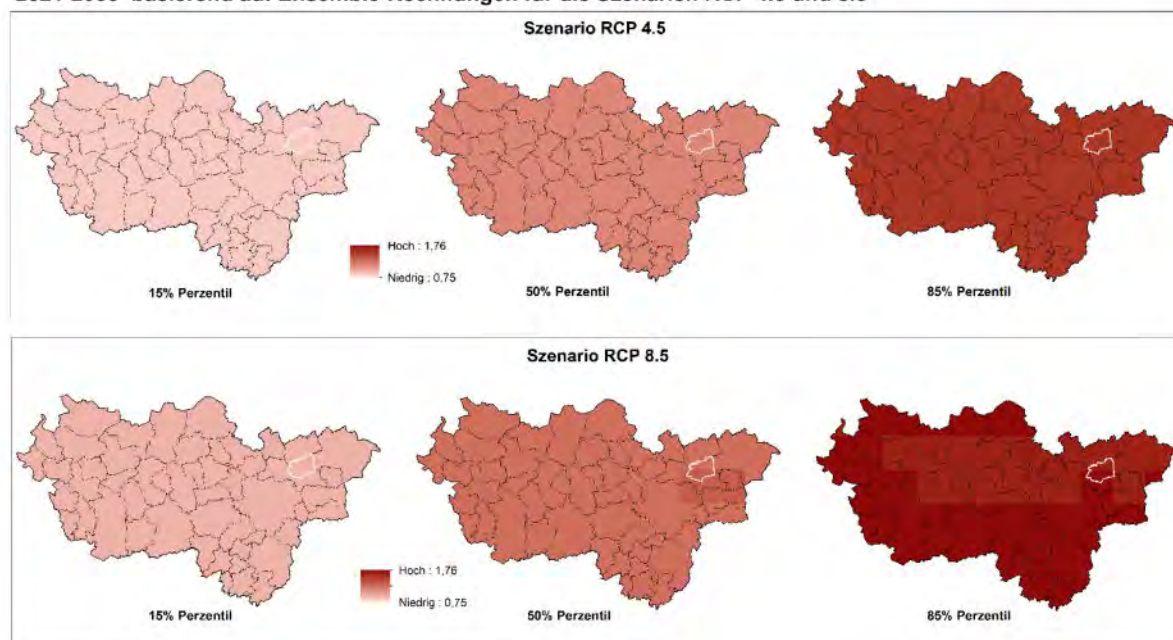 Szenario RCP 4.5
Hoch : 1,76
Niedrig : 0,75
15% Perzentil
50% Perzentil
85% Perzentil
Szenario RCP 8.5
Hoch : 1,76
Niedrig : 0,75
15% Perzentil
50% Perzentil
85% Perzentil